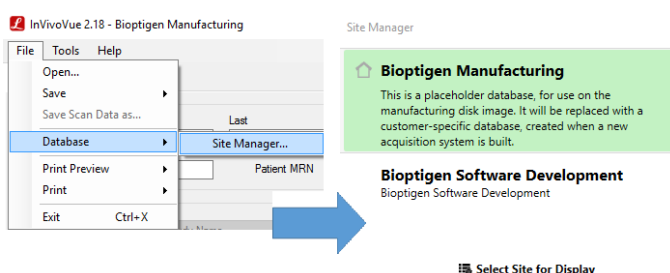 InVivoVue 2.18 - Bioptigen Manufacturing
File Tools Help
Open...
Save
Save Scan Data as...
Last
Database
Site Manager...
Print Preview
Patient MRN
Print
Exit Ctrl+X
Name
Site Manager
Bioptigen Manufacturing
This is a placeholder database, for use on the
manufacturing disk image. It will be replaced with a
customer-specific database, created when a new
acquisition system is built.
Bioptigen Software Development
Bioptigen Software Development
Select Site for Display